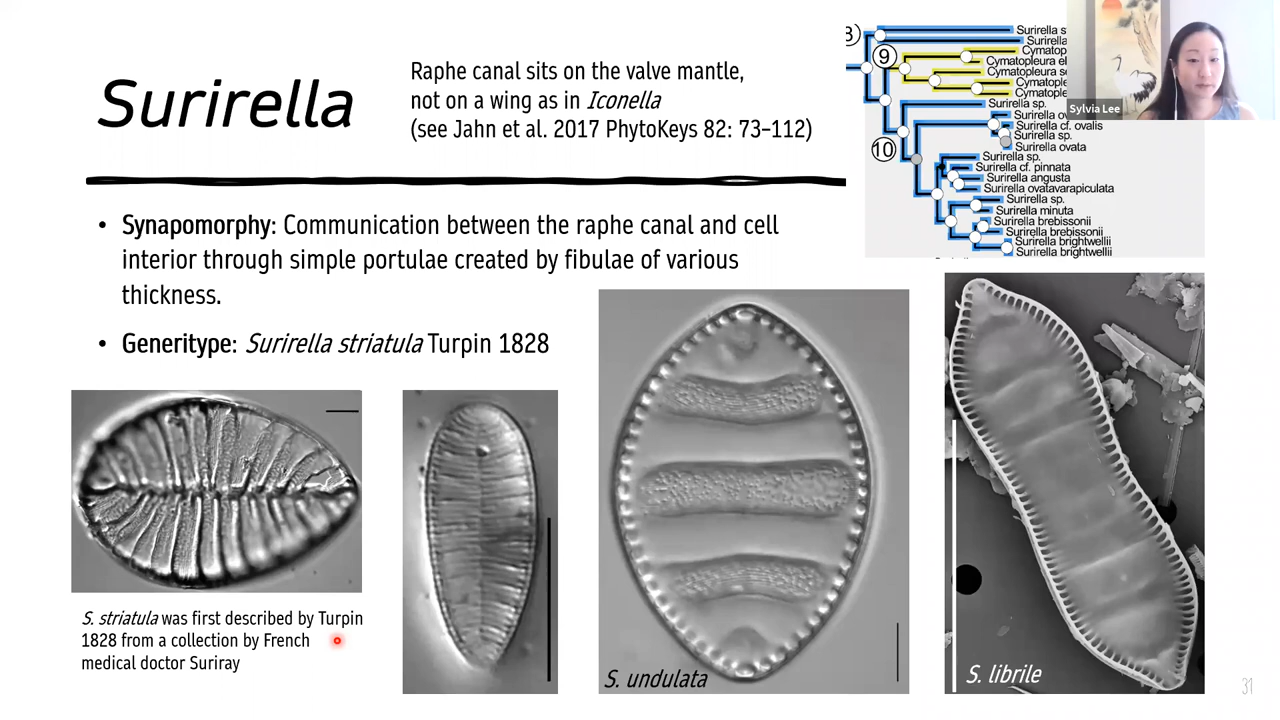 Surirella
Raphe canal sits on the valve mantle,
not on a wing as in Iconella
(see Jahn et al. 2017 PhytoKeys 82: 73–112)
• Synapomorphy: Communication between the raphe canal and cell
interior through simple portulae created by fibulae of various
thickness.
• Generitype: Surirella striatula Turpin 1828
S. striatula was first described by Turpin
1828 from a collection by French
medical doctor Suriray
S. undulata
S. librile
9
10
Surirella
Surirella sp.
Surirella cf. ovalis
Surirella sp.
Surirella ovata
Surirella sp.
Surirella cf. pinnata
Surirella angusta
Surirella ovatavarapiculata
Surirella sp.
Surirella minuta
Surirella brebissonii
Surirella brebissonii
Surirella brightwellii
Surirella brightwellii
Sylvia Lee
31